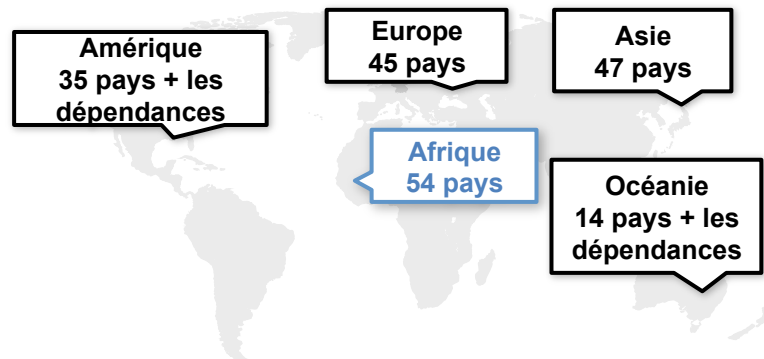 Amérique
35 pays + les
dépendances
Europe
45 pays
Asie
47 pays
Afrique
54 pays
Océanie
14 pays + les
dépendances